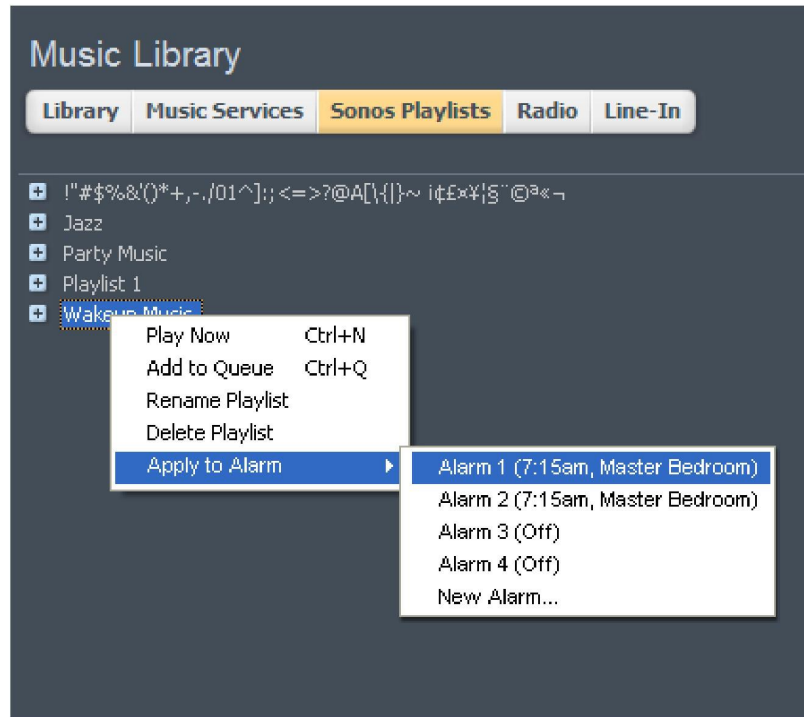 Music Library
Library Music Services Sonos Playlists Radio Line-In
!"#$%&'()*+,-./01^]:;<=>?@A[\{|}~ i¢£¤¥¦§¨©ª«¬
Jazz
Party Music
Playlist 1
Wakeup Music
Play Now Ctrl+N
Add to Queue Ctrl+Q
Rename Playlist
Delete Playlist
Apply to Alarm
Alarm 1 (7:15am, Master Bedroom)
Alarm 2 (7:15am, Master Bedroom)
Alarm 3 (Off)
Alarm 4 (Off)
New Alarm...